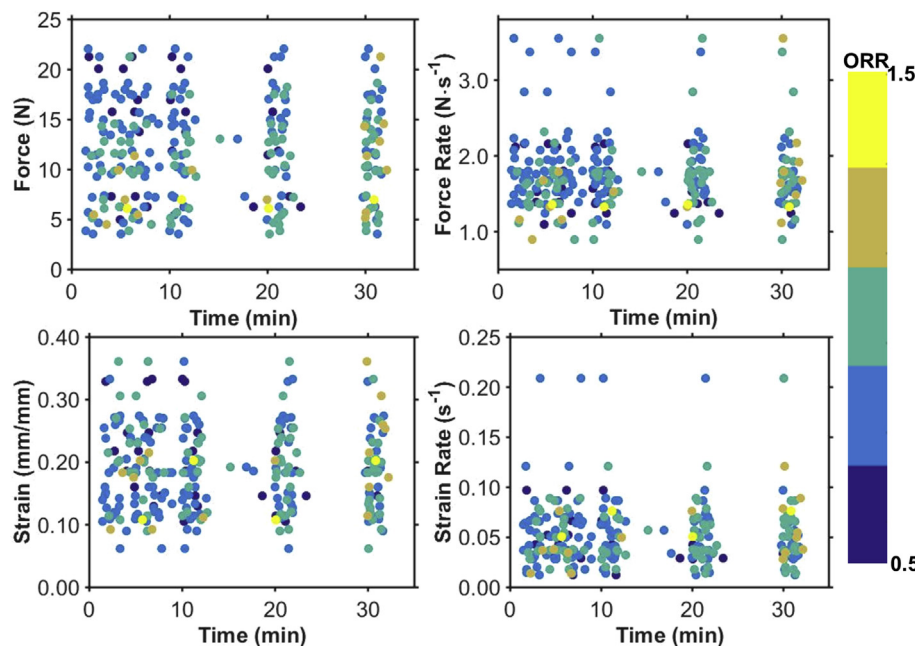 25
20
15
10
5
0
Force (N)
0 10 20 30
Time (min)
3.0
2.0
1.0
Force Rate (N·s-1)
0 10 20 30
Time (min)
0.40
0.30
0.20
0.10
0.00
Strain (mm/mm)
0 10 20 30
Time (min)
0.25
0.20
0.15
0.10
0.05
0.00
Strain Rate (s-1)
0 10 20 30
Time (min)
ORR
1.5
0.5